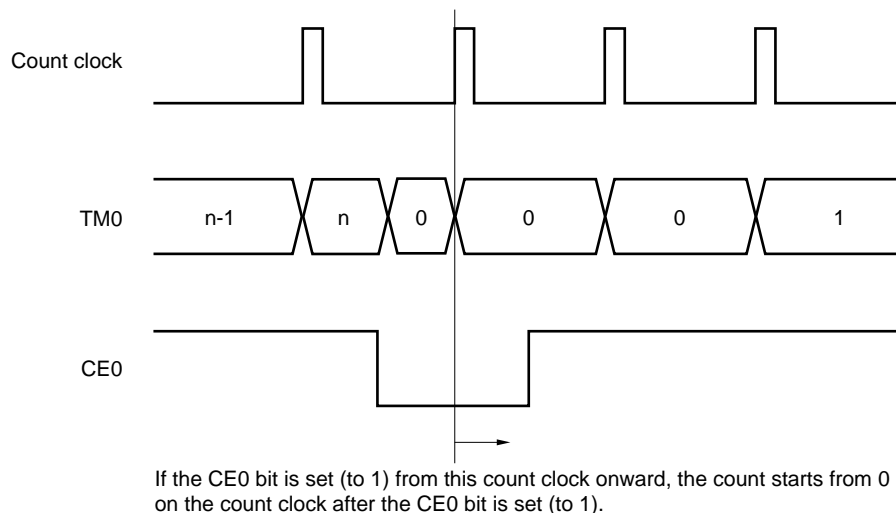 Count clock
TM0
n-1
n
0
0
0
1
CE0
If the CE0 bit is set (to 1) from this count clock onward, the count starts from 0
on the count clock after the CE0 bit is set (to 1).